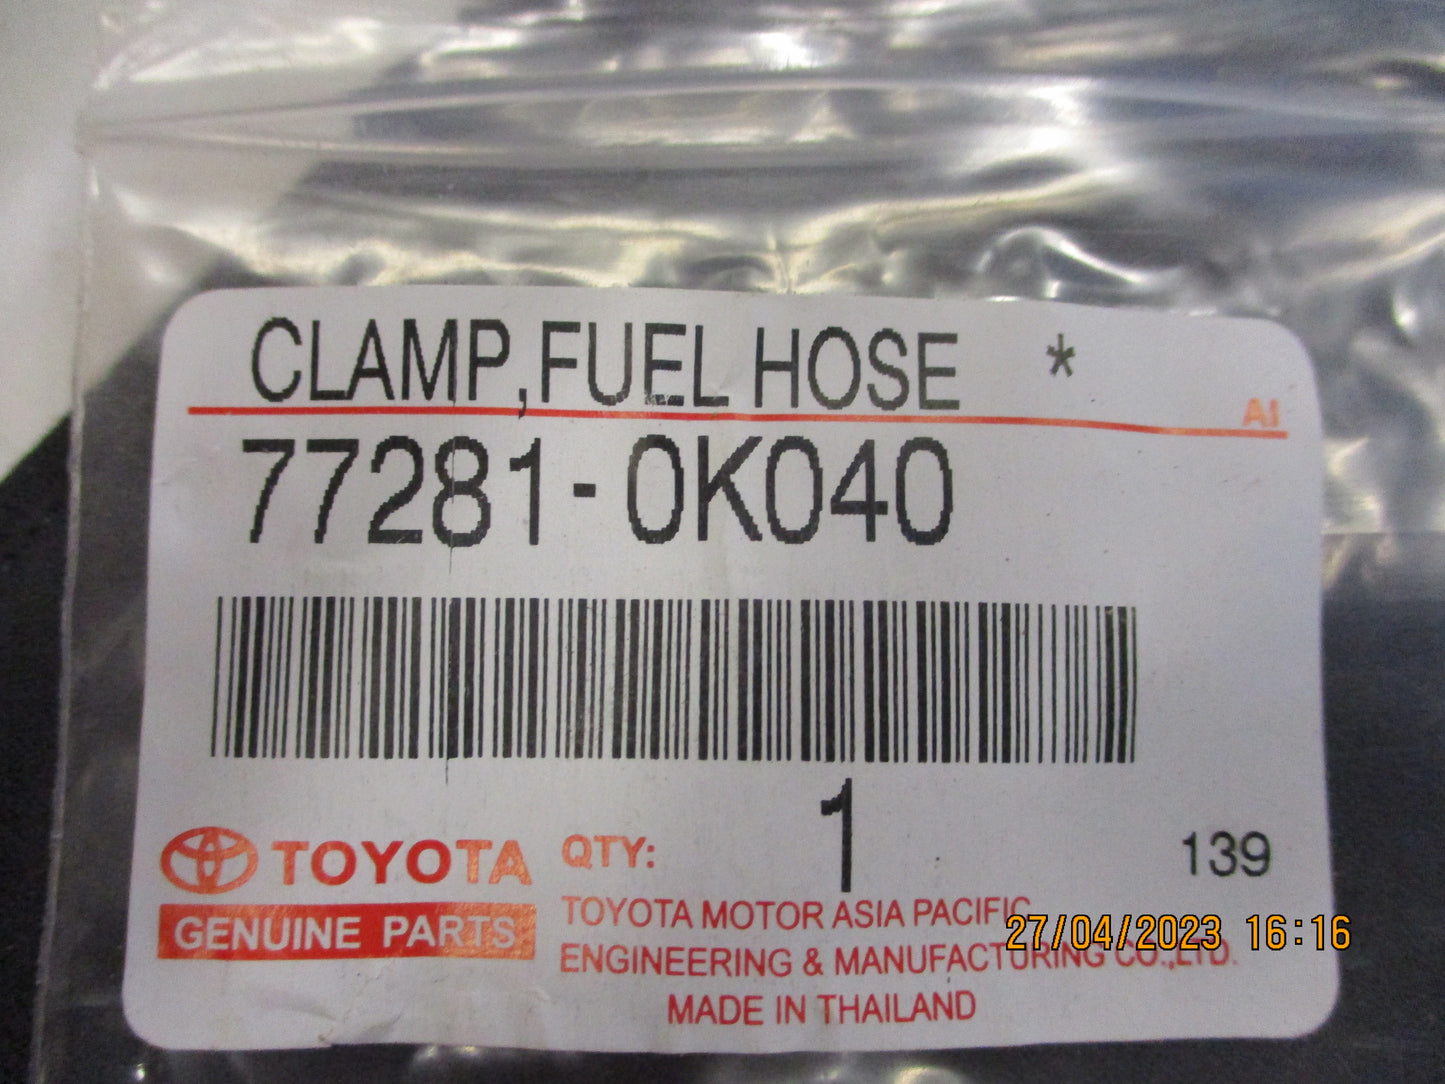 CLAMP,FUEL HOSE *
AI
77281-0K040
1
139
TOYOTA QTY:
GENUINE PARTS
TOYOTA MOTOR ASIA PACIFIC
ENGINEERING & MANUFACTURING CO.,LTD.
MADE IN THAILAND
27/04/2023 16:16